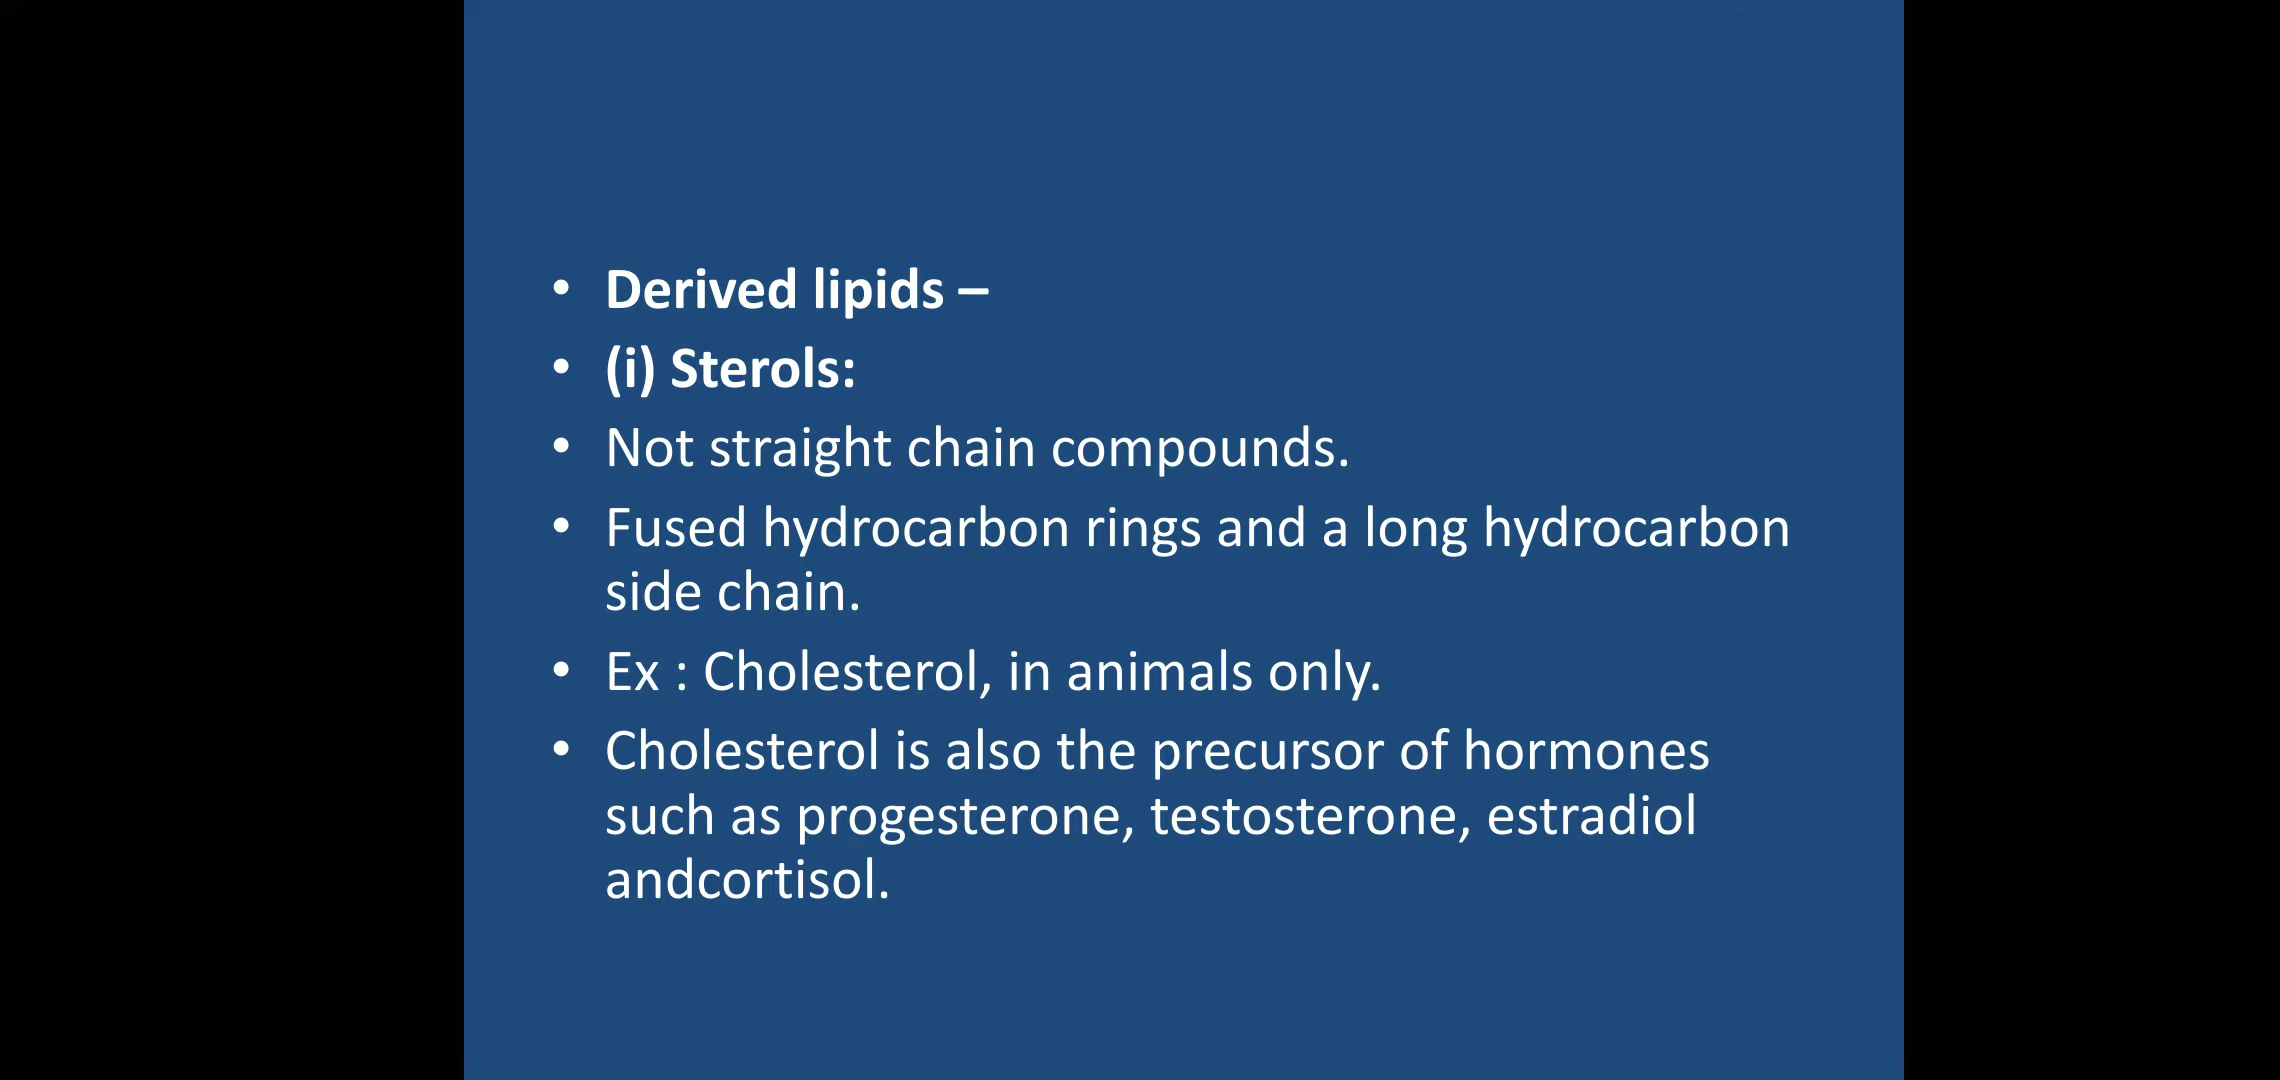 • Derived lipids –
• (i) Sterols:
• Not straight chain compounds.
• Fused hydrocarbon rings and a long hydrocarbon
side chain.
• Ex : Cholesterol, in animals only.
• Cholesterol is also the precursor of hormones
such as progesterone, testosterone, estradiol
andcortisol.